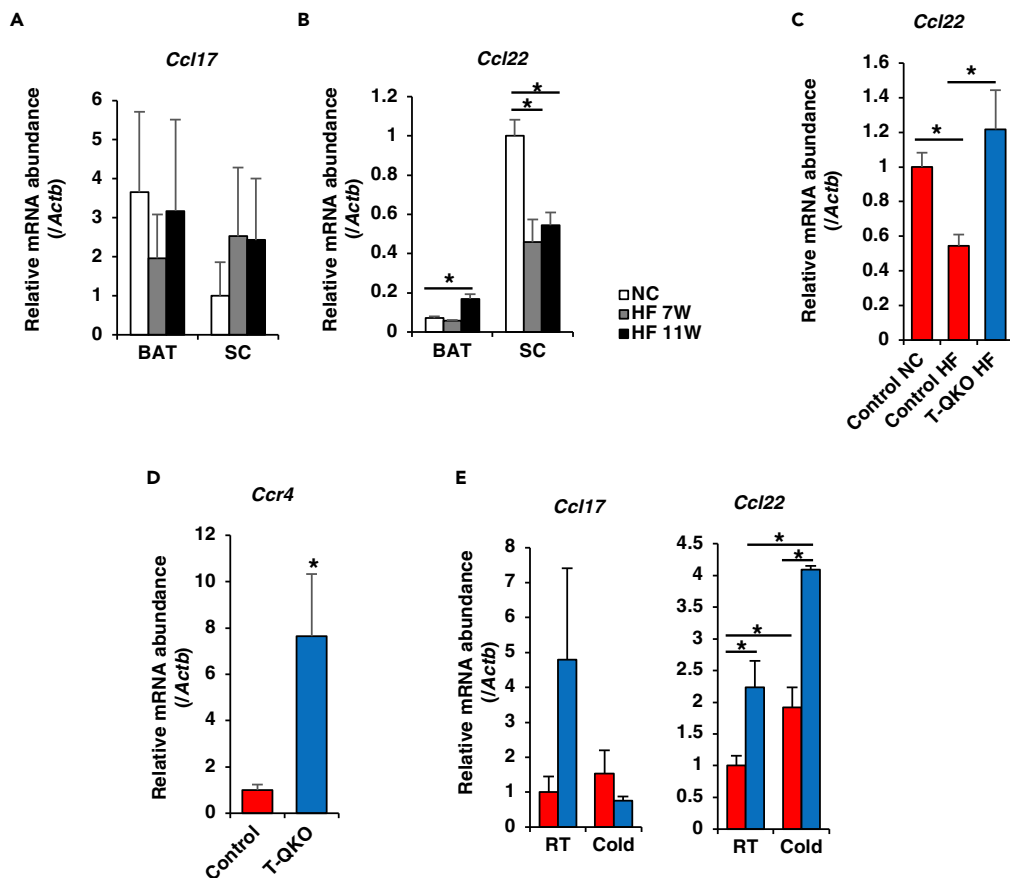 A
Ccl17
Relative mRNA abundance
(/Actb)
6
5
4
3
2
1
0
BAT
SC
B
Ccl22
Relative mRNA abundance
(/Actb)
1.2
1
0.8
0.6
0.4
0.2
0
*
*
*
BAT
SC
NC
HF 7W
HF 11W
C
Ccl22
Relative mRNA abundance
(/Actb)
1.6
1.4
1.2
1
0.8
0.6
0.4
0.2
0
*
*
Control NC
Control HF
T-QKO HF
D
Ccr4
Relative mRNA abundance
(/Actb)
12
10
8
6
4
2
0
*
Control
T-QKO
E
Ccl17
Relative mRNA abundance
(/Actb)
8
7
6
5
4
3
2
1
0
RT
Cold
Ccl22
4.5
4
3.5
3
2.5
2
1.5
1
0.5
0
*
*
*
*
RT
Cold